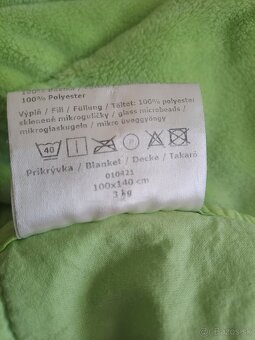 100% Polyester
Výplň / Fill / Füllung / Töltet: 100% polyester
sklenené mikroguličky / glass microbeads /
mikroglaskugeln / mikro üveggyöngy
40
Prikrývka / Blanket / Decke / Takaró
010421
100x140 cm
3 kg